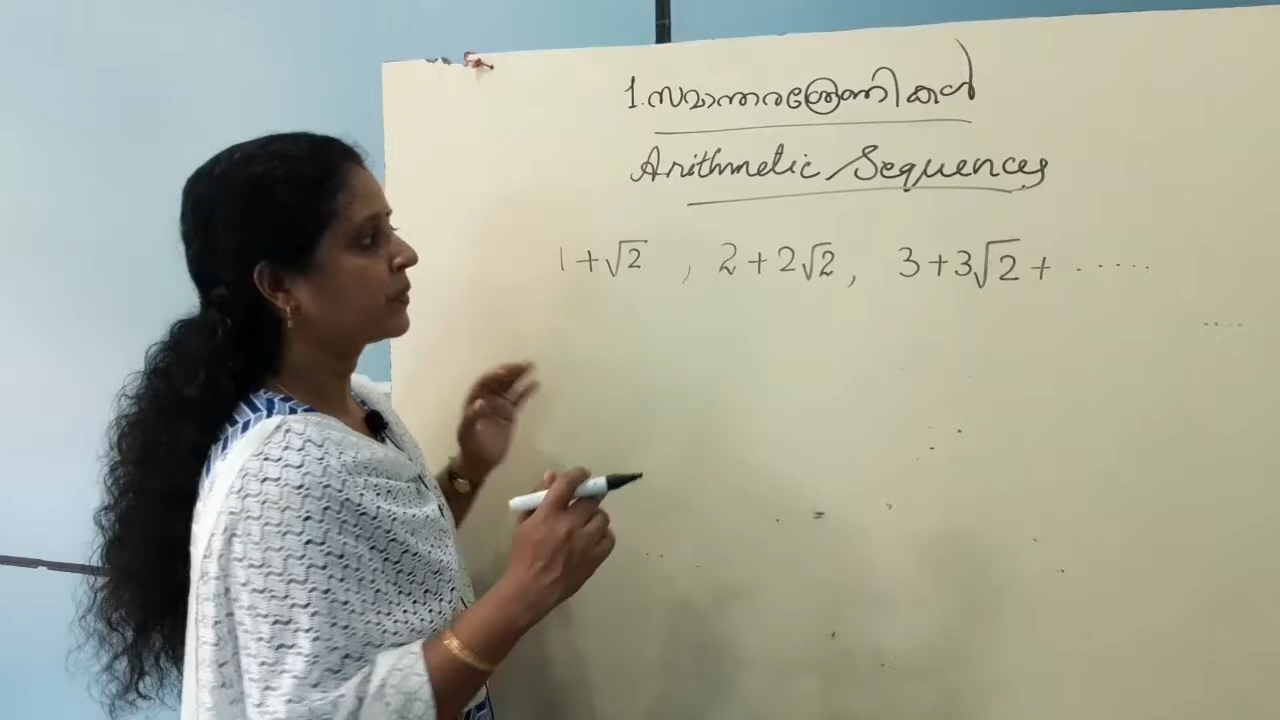 1. സമാന്തരശ്രേണികൾ
Arithmetic Sequences
1+√2 , 2+2√2, 3+3√2+ ......